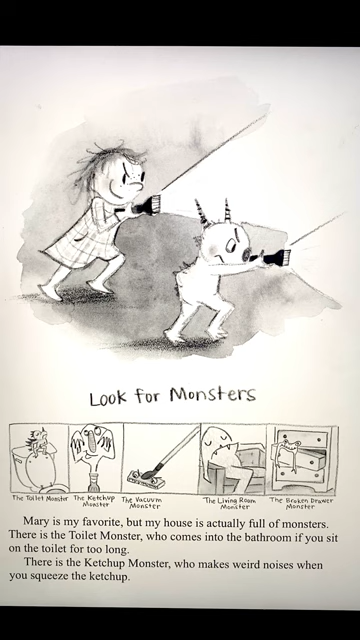 Look for Monsters
The Toilet Monster
The Ketchup
Monster
The Vacuum
Monster
The Living Room
Monster
The Broken Drawer
Monster
Mary is my favorite, but my house is actually full of monsters.
There is the Toilet Monster, who comes into the bathroom if you sit
on the toilet for too long.
There is the Ketchup Monster, who makes weird noises when
you squeeze the ketchup.